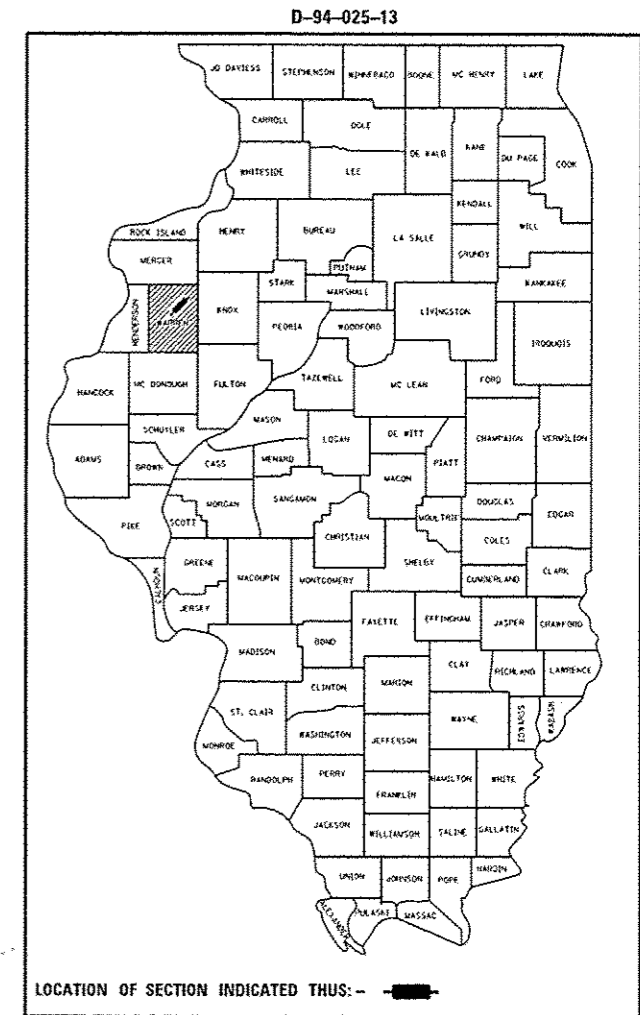 D-94-025-13
JO DAVIESS STEPHENSON WINNEBAGO BOONE MC HENRY LAKE
CARROLL OGLE
DE KALB KANE DU PAGE COOK
WHITESIDE LEE
KENDALL WILL
ROCK ISLAND HENRY BUREAU LA SALLE
MERCER PUTNAM GRUNDY
STARK MARSHALL KANKAKEE
HENDERSON WARREN KNOX PEORIA WOODFORD LIVINGSTON
IROQUOIS
HANCOCK MC DONOUGH FULTON TAZEWELL MC LEAN FORD
MASON
SCHUYLER LOGAN DE WITT CHAMPAIGN VERMILION
ADAMS BROWN CASS MENARD PIATT
MACON
MORGAN SANGAMON DOUGLAS EDGAR
PIKE SCOTT CHRISTIAN MOULTRIE COLES
GREENE SHELBY
CALHOUN MACOUPIN MONTGOMERY CUMBERLAND CLARK
JERSEY FAYETTE EFFINGHAM JASPER CRAWFORD
MADISON BOND
CLAY RICHLAND LAWRENCE
CLINTON MARION
ST. CLAIR WAYNE EDWARDS WABASH
MONROE WASHINGTON JEFFERSON
RANDOLPH PERRY HAMILTON WHITE
FRANKLIN
JACKSON WILLIAMSON SALINE GALLATIN
UNION JOHNSON POPE HARDIN
ALEXANDER PULASKI MASSAC
LOCATION OF SECTION INDICATED THUS: -